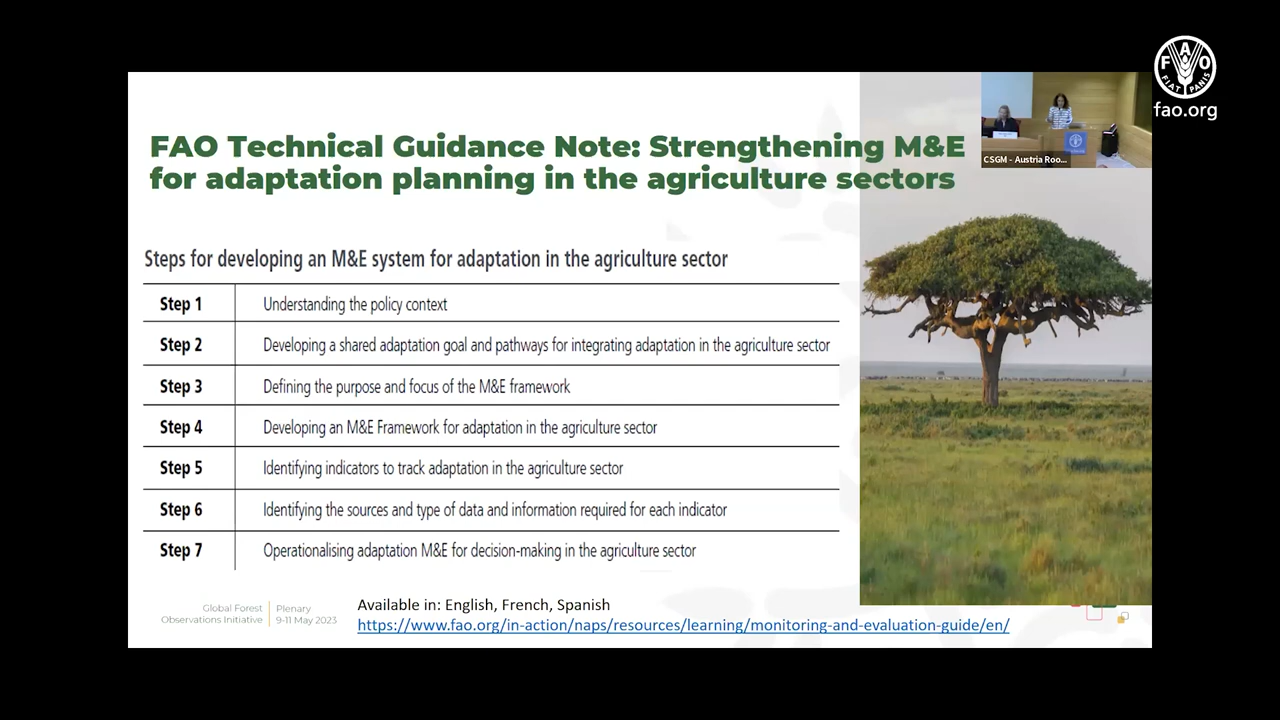 FAO
FIAT PANIS
fao.org
CSGM - Austria Roo...
FAO Technical Guidance Note: Strengthening M&E
for adaptation planning in the agriculture sectors
Steps for developing an M&E system for adaptation in the agriculture sector
Step 1 Understanding the policy context
Step 2 Developing a shared adaptation goal and pathways for integrating adaptation in the agriculture sector
Step 3 Defining the purpose and focus of the M&E framework
Step 4 Developing an M&E Framework for adaptation in the agriculture sector
Step 5 Identifying indicators to track adaptation in the agriculture sector
Step 6 Identifying the sources and type of data and information required for each indicator
Step 7 Operationalising adaptation M&E for decision-making in the agriculture sector
Global Forest
Observations Initiative
Plenary
9-11 May 2023
Available in: English, French, Spanish
https://www.fao.org/in-action/naps/resources/learning/monitoring-and-evaluation-guide/en/